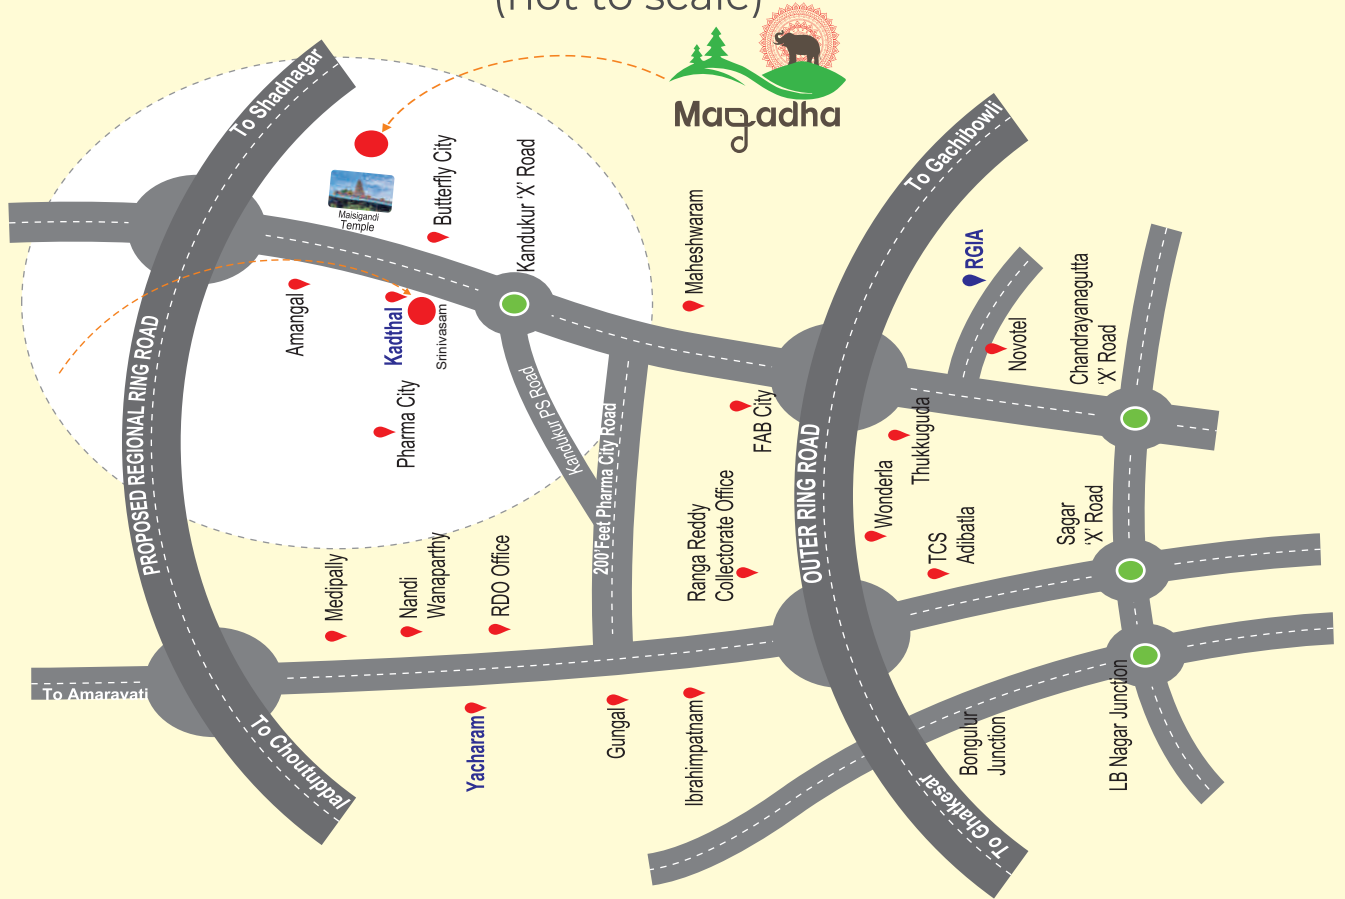 (not to scale)
Magadha
To Shadnagar
To Gachibowli
Butterfly City
Kandukur 'X' Road
Maisigandi
Temple
Maheshwaram
RGIA
Amangal
Kadthal
Srinivasam
Novotel
Chandrayanagutta
'X' Road
PROPOSED REGIONAL RING ROAD
Pharma City
Kandukur PS Road
200'Feet Pharma City Road
FAB City
Thukkuguda
OUTER RING ROAD
Wonderla
Ranga Reddy
Collectorate Office
TCS
Adibatla
Sagar
'X' Road
Medipally
Nandi
Wanaparthy
RDO Office
To Amaravati
Yacharam
Gungal
Ibrahimpatnam
Bongulur
Junction
LB Nagar Junction
To Choutuppal
To Ghatkesar